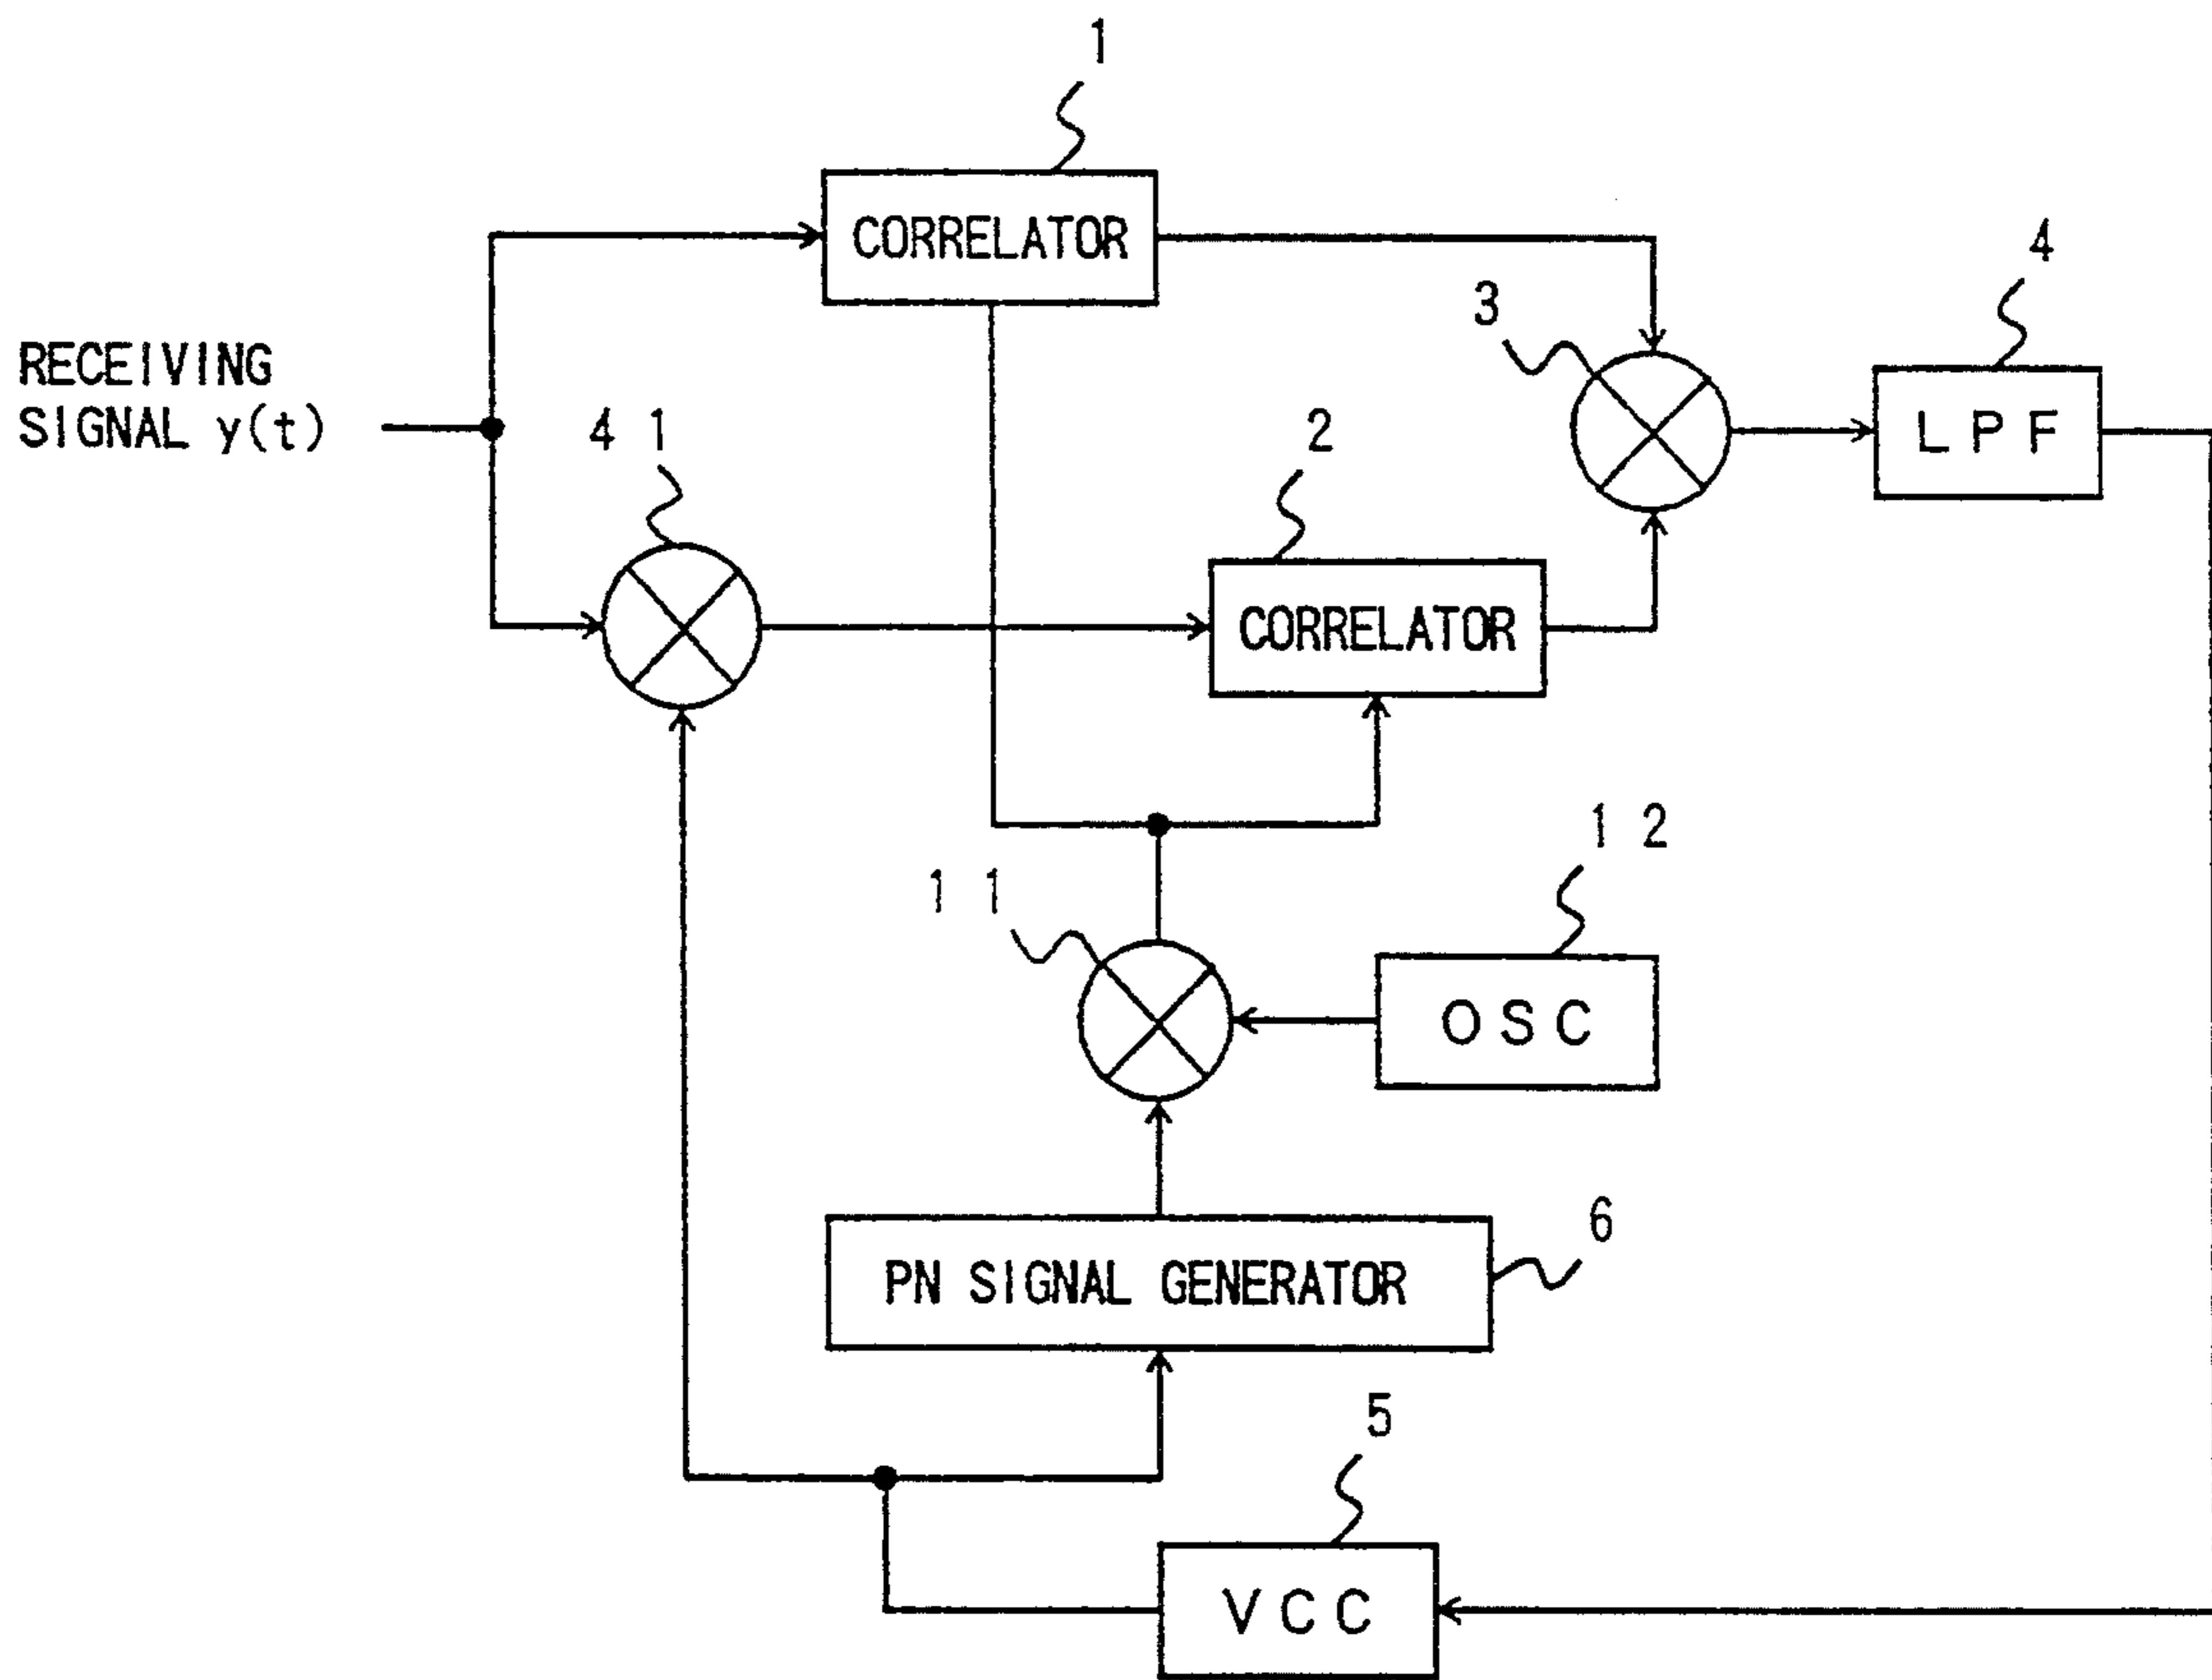 1
CORRELATOR
4
3
RECEIVING
SIGNAL y(t)
4 1
2
L P F
CORRELATOR
1 2
1 1
O S C
6
PN SIGNAL GENERATOR
5
V C C